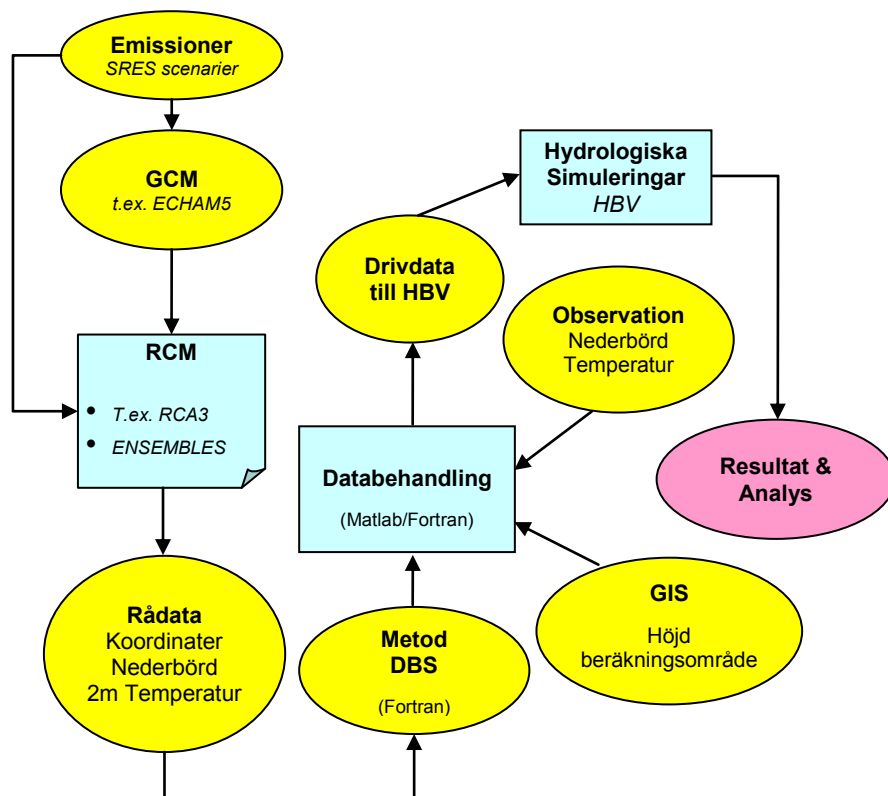 Emissioner
SRES scenarier
GCM
t.ex. ECHAM5
RCM
• T.ex. RCA3
• ENSEMBLES
Rådata
Koordinater
Nederbörd
2m Temperatur
Metod
DBS
(Fortran)
Databehandling
(Matlab/Fortran)
Drivdata
till HBV
Hydrologiska
Simuleringar
HBV
Observation
Nederbörd
Temperatur
GIS
Höjd
beräkningsområde
Resultat &
Analys